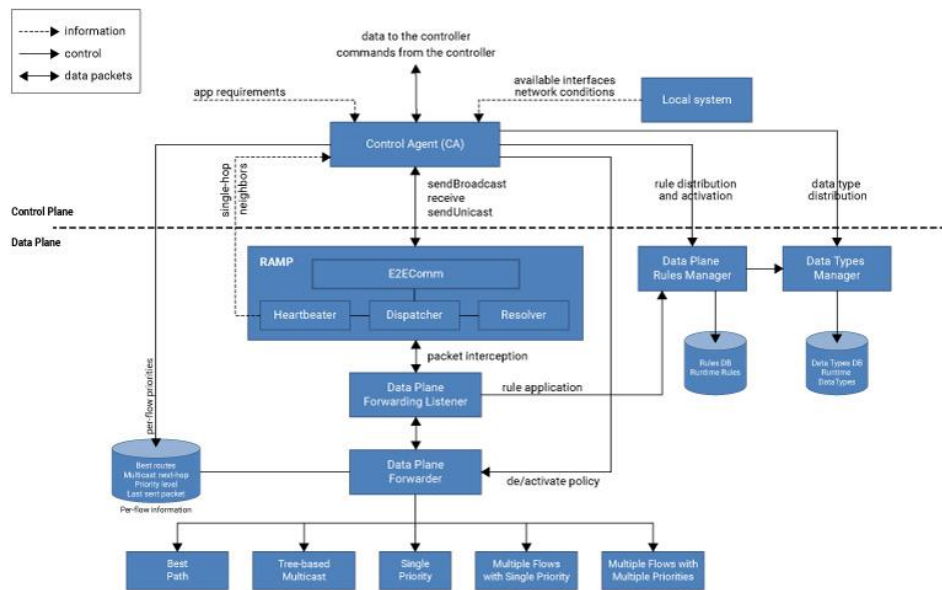 information
control
data packets
data to the controller
commands from the controller
app requirements
available interfaces
network conditions
Local system
Control Agent (CA)
single-hop
neighbors
sendBroadcast
receive
sendUnicast
rule distribution
and activation
data type
distribution
Control Plane
Data Plane
RAMP
E2EComm
Heartbeater
Dispatcher
Resolver
Data Plane
Rules Manager
Data Types
Manager
packet interception
Rules DB
Runtime Rules
Data Types DB
Runtime
DataTypes
Data Plane
Forwarding Listener
rule application
per-flow priorities
Best routes
Multicast next-hop
Priority level
Last sent packet
Per-flow information
Data Plane
Forwarder
de/activate policy
Best
Path
Tree-based
Multicast
Single
Priority
Multiple Flows
with Single Priority
Multiple Flows with
Multiple Priorities